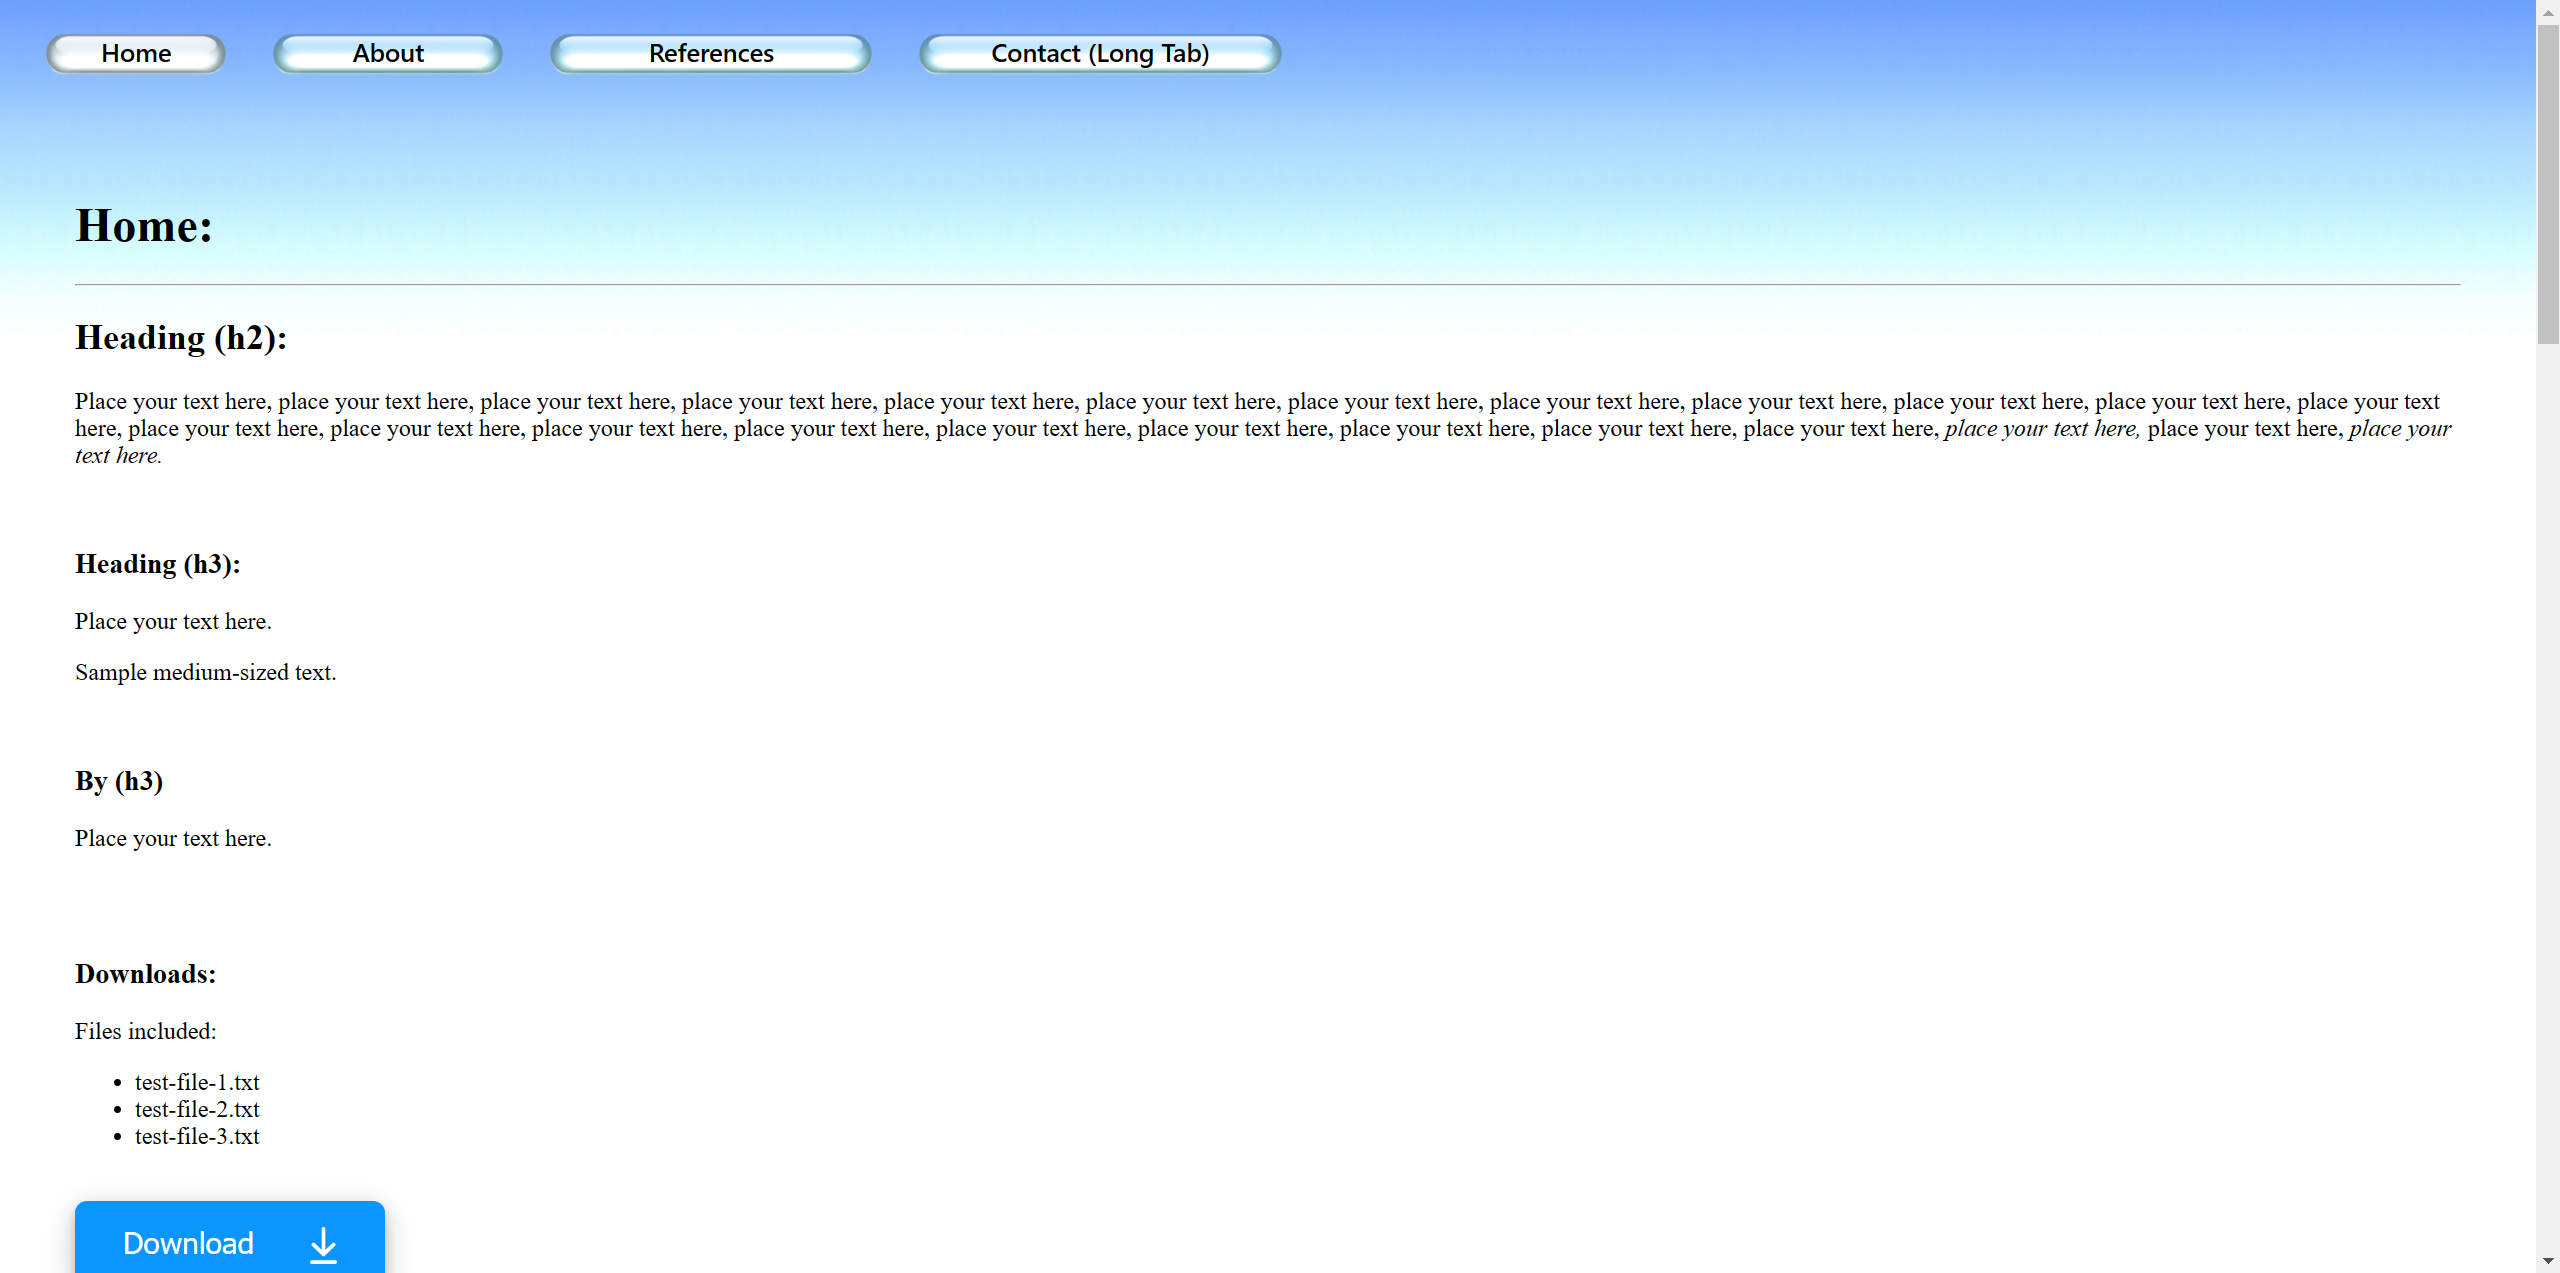 Home About References Contact (Long Tab)
Home:
Heading (h2):
Place your text here, place your text here, place your text here, place your text here, place your text here, place your text here, place your text here, place your text here, place your text here, place your text here, place your text here, place your text
here, place your text here, place your text here, place your text here, place your text here, place your text here, place your text here, place your text here, place your text here, place your text here, place your text here, place your text here, place your
text here.
Heading (h3):
Place your text here.
Sample medium-sized text.
By (h3)
Place your text here.
Downloads:
Files included:
• test-file-1.txt
• test-file-2.txt
• test-file-3.txt
Download